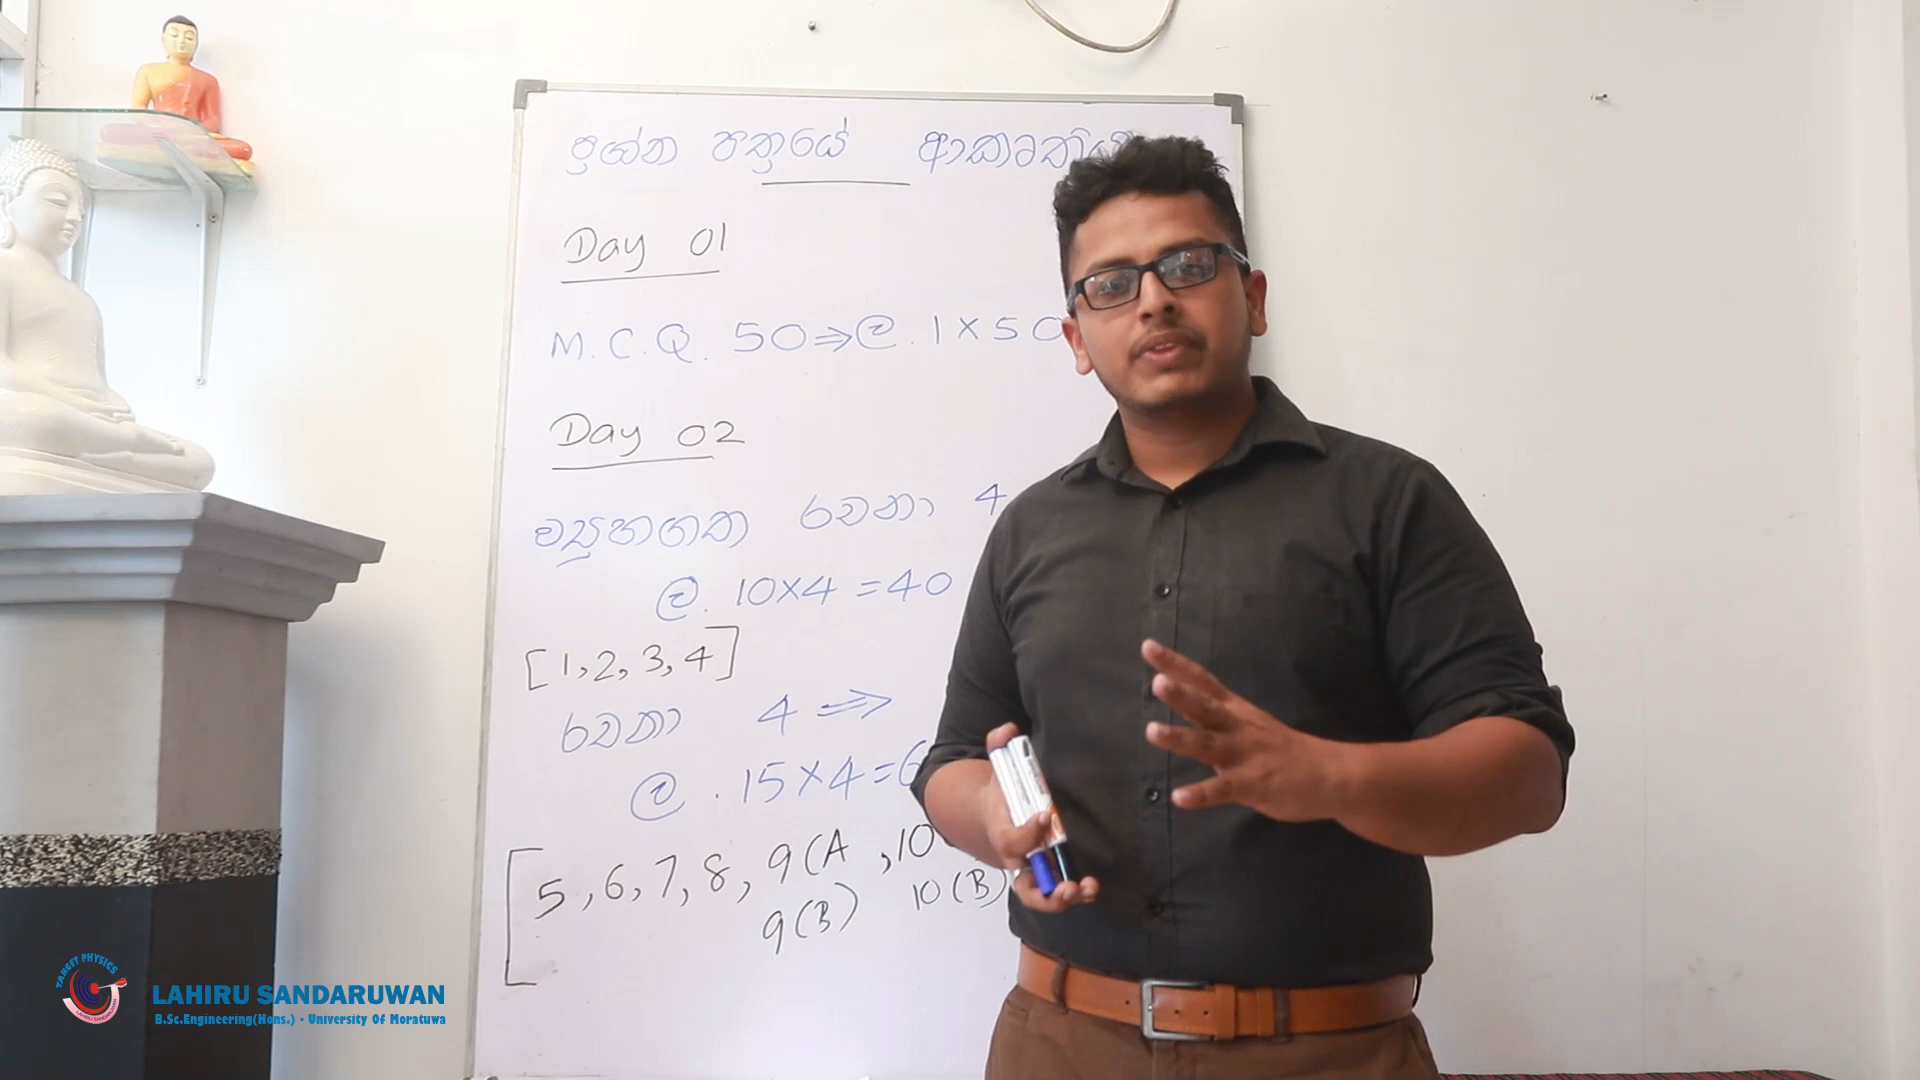 ප්‍රශ්න පත්‍රයේ ආකෘතිය
Day 01
M.C.Q. 50 ⇒ ල. 1 × 50
Day 02
ව්‍යුහගත රචනා 4
ල. 10×4 = 40
[1, 2, 3, 4]
රචනා 4 ⇒
ල. 15×4=6
[5, 6, 7, 8, 9(A , 10
9(B) 10(B)
TARGET PHYSICS
LAHIRU SANDARUWAN
LAHIRU SANDARUWAN
B.Sc.Engineering(Hons.) - University Of Moratuwa